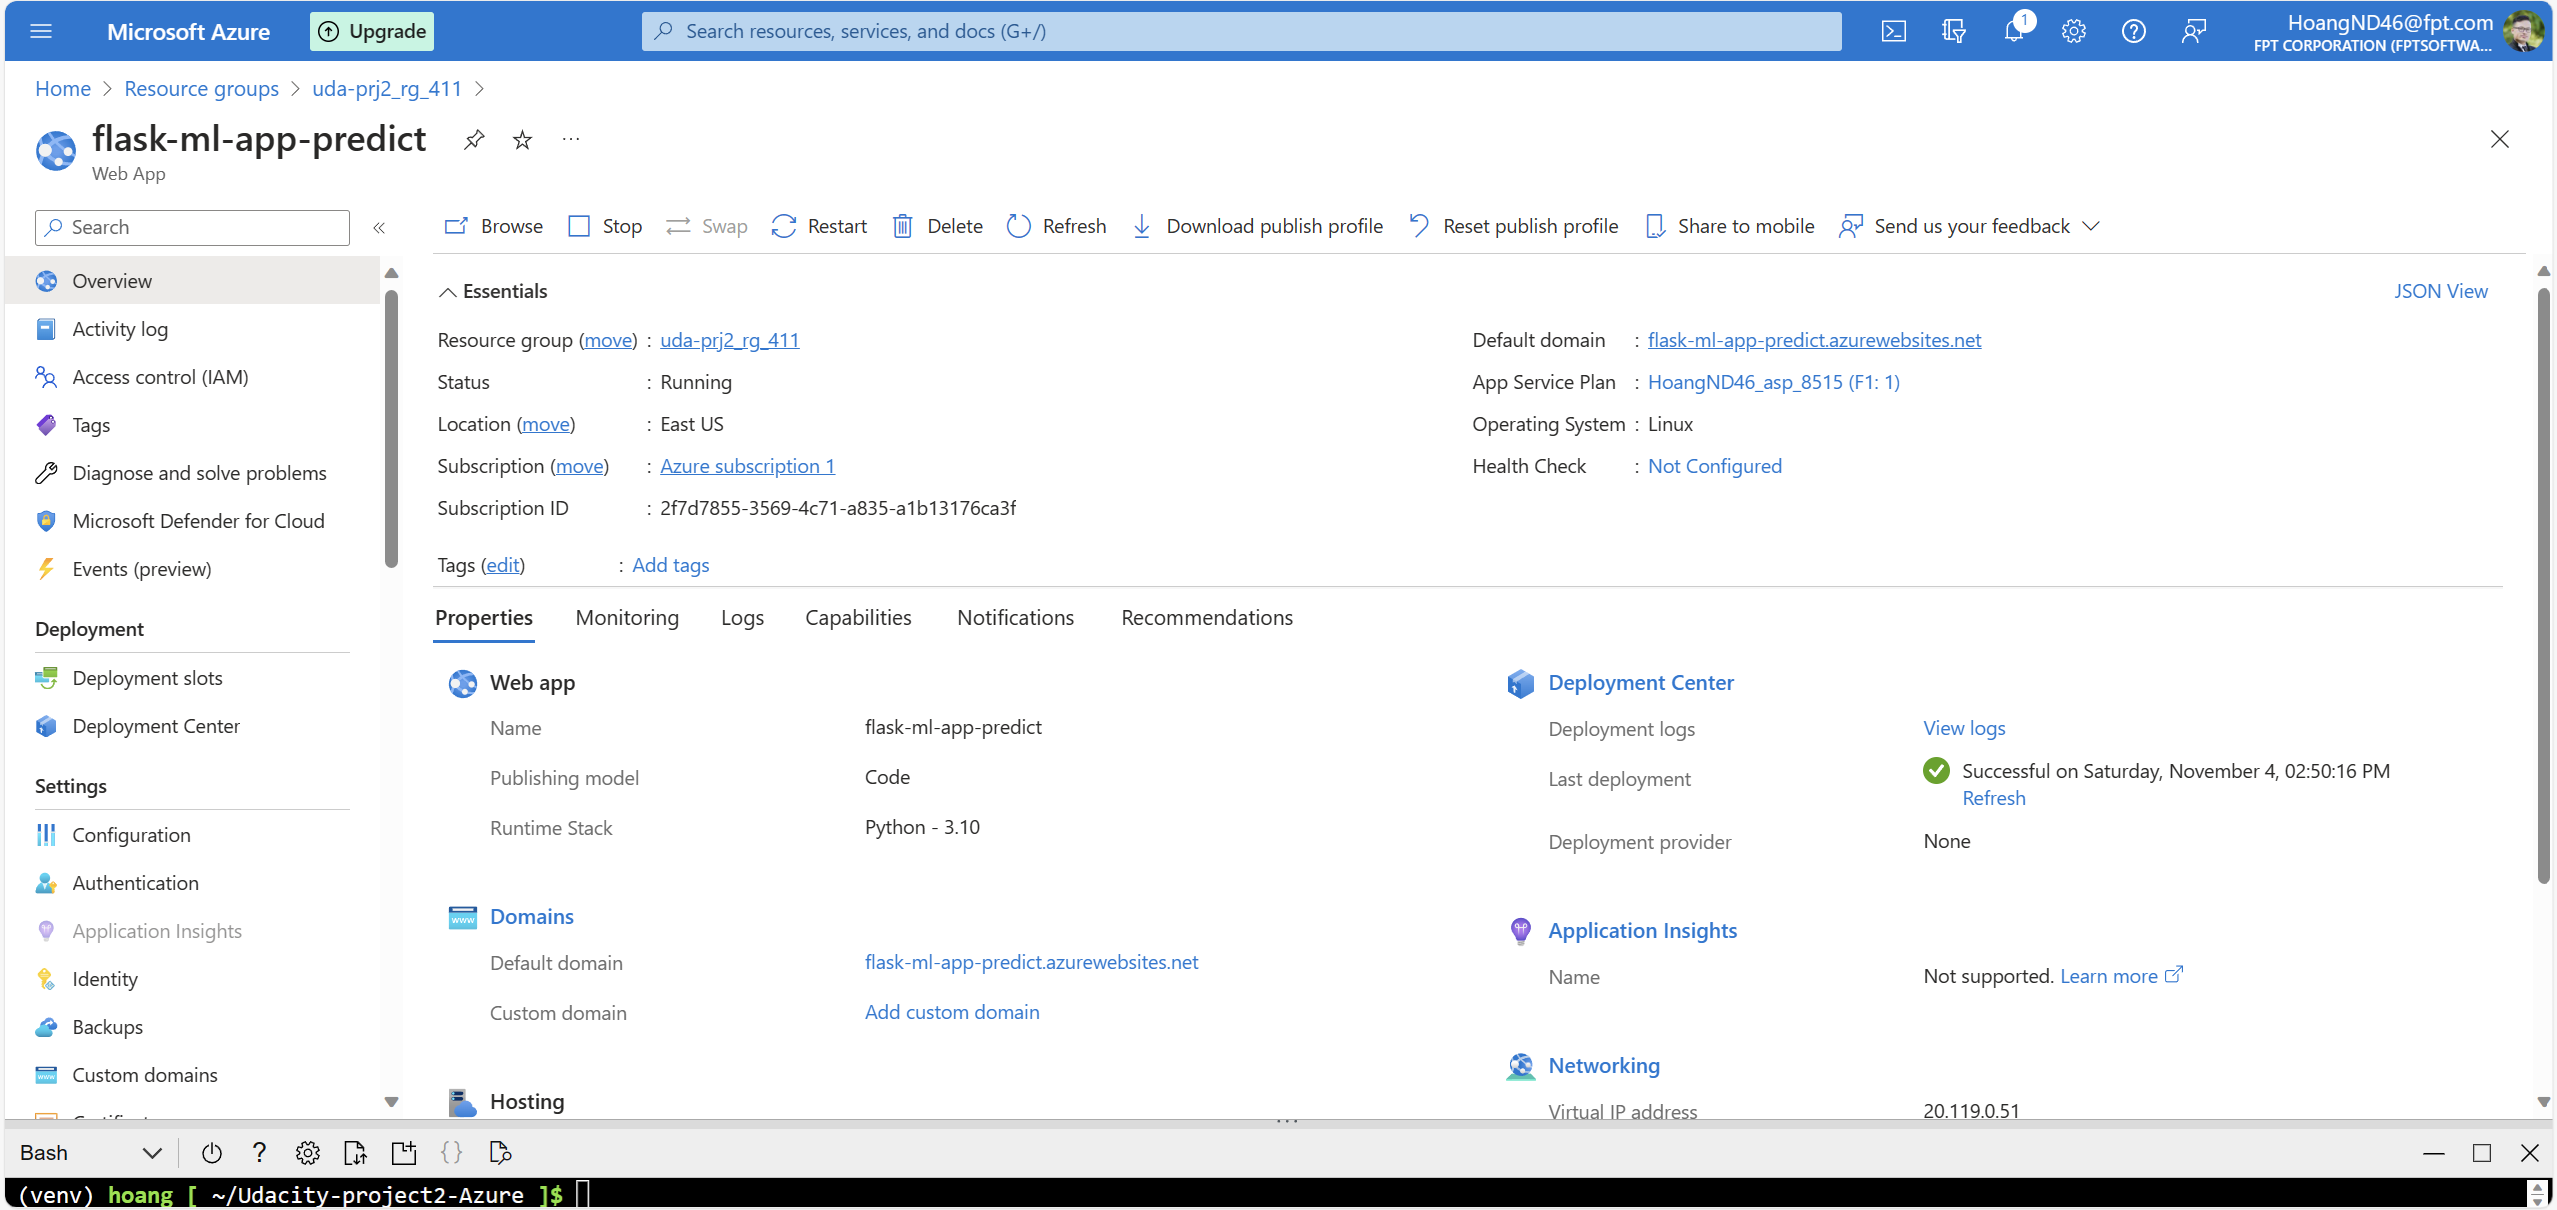 Microsoft Azure
Upgrade
Search resources, services, and docs (G+/)
1
HoangND46@fpt.com
FPT CORPORATION (FPTSOFTWA...
Home > Resource groups > uda-prj2_rg_411 >
flask-ml-app-predict
Web App
Search
Browse Stop Swap Restart Delete Refresh Download publish profile Reset publish profile Share to mobile Send us your feedback
Overview
Activity log
Access control (IAM)
Tags
Diagnose and solve problems
Microsoft Defender for Cloud
Events (preview)
Deployment
Deployment slots
Deployment Center
Settings
Configuration
Authentication
Application Insights
Identity
Backups
Custom domains
Essentials
JSON View
Resource group (move) : uda-prj2_rg_411
Status : Running
Location (move) : East US
Subscription (move) : Azure subscription 1
Subscription ID : 2f7d7855-3569-4c71-a835-a1b13176ca3f
Tags (edit) : Add tags
Default domain : flask-ml-app-predict.azurewebsites.net
App Service Plan : HoangND46_asp_8515 (F1: 1)
Operating System : Linux
Health Check : Not Configured
Properties Monitoring Logs Capabilities Notifications Recommendations
Web app
Name flask-ml-app-predict
Publishing model Code
Runtime Stack Python - 3.10
Domains
Default domain flask-ml-app-predict.azurewebsites.net
Custom domain Add custom domain
Hosting
Deployment Center
Deployment logs View logs
Last deployment Successful on Saturday, November 4, 02:50:16 PM
Refresh
Deployment provider None
Application Insights
Name Not supported. Learn more
Networking
Virtual IP address 20.119.0.51
Bash
(venv) hoang [ ~/Udacity-project2-Azure ]$